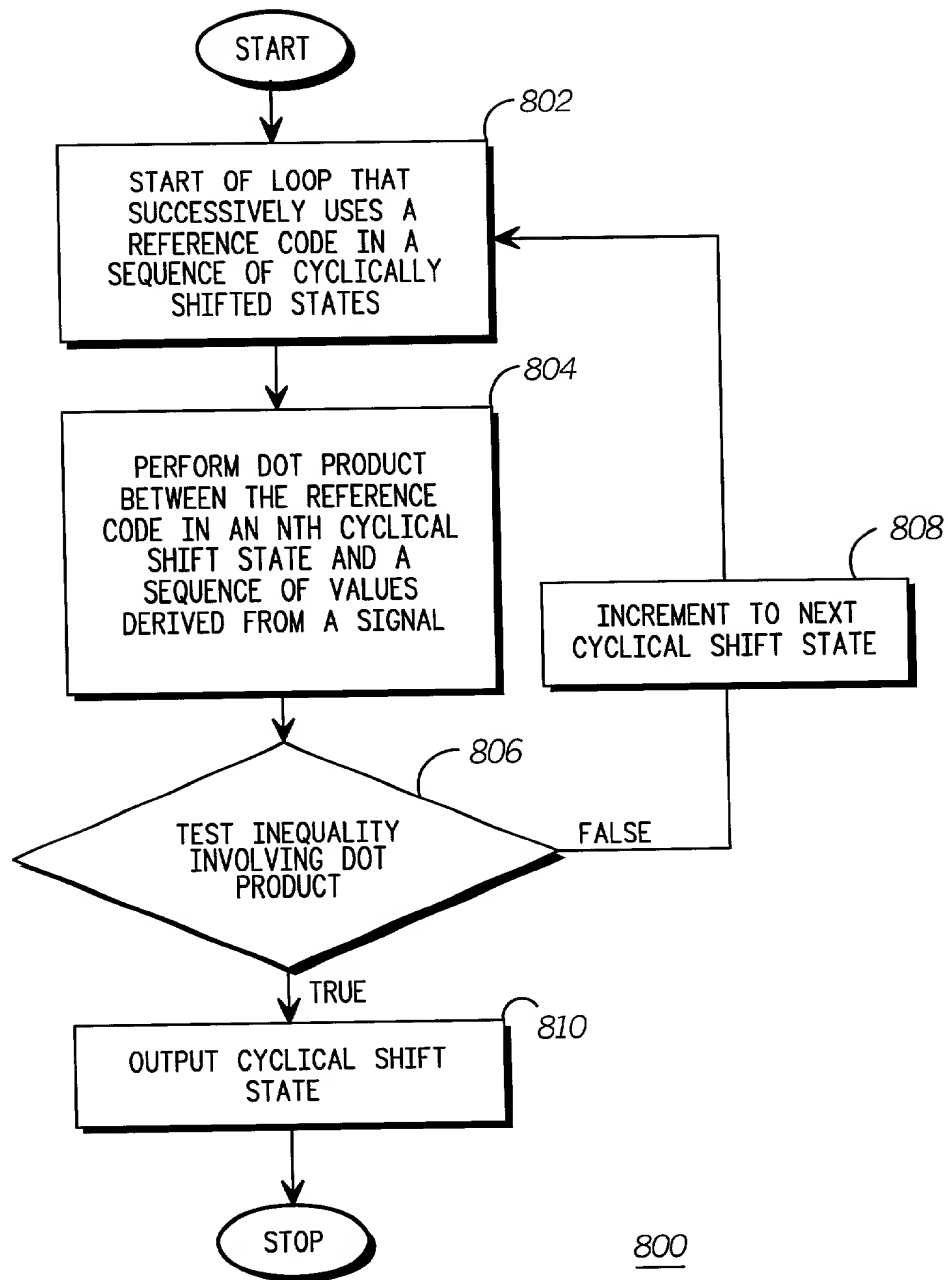 START
802
START OF LOOP THAT
SUCCESSIVELY USES A
REFERENCE CODE IN A
SEQUENCE OF CYCLICALLY
SHIFTED STATES
804
PERFORM DOT PRODUCT
BETWEEN THE REFERENCE
CODE IN AN NTH CYCLICAL
SHIFT STATE AND A
SEQUENCE OF VALUES
DERIVED FROM A SIGNAL
808
INCREMENT TO NEXT
CYCLICAL SHIFT STATE
806
TEST INEQUALITY
INVOLVING DOT
PRODUCT
FALSE
TRUE
810
OUTPUT CYCLICAL SHIFT
STATE
STOP
800